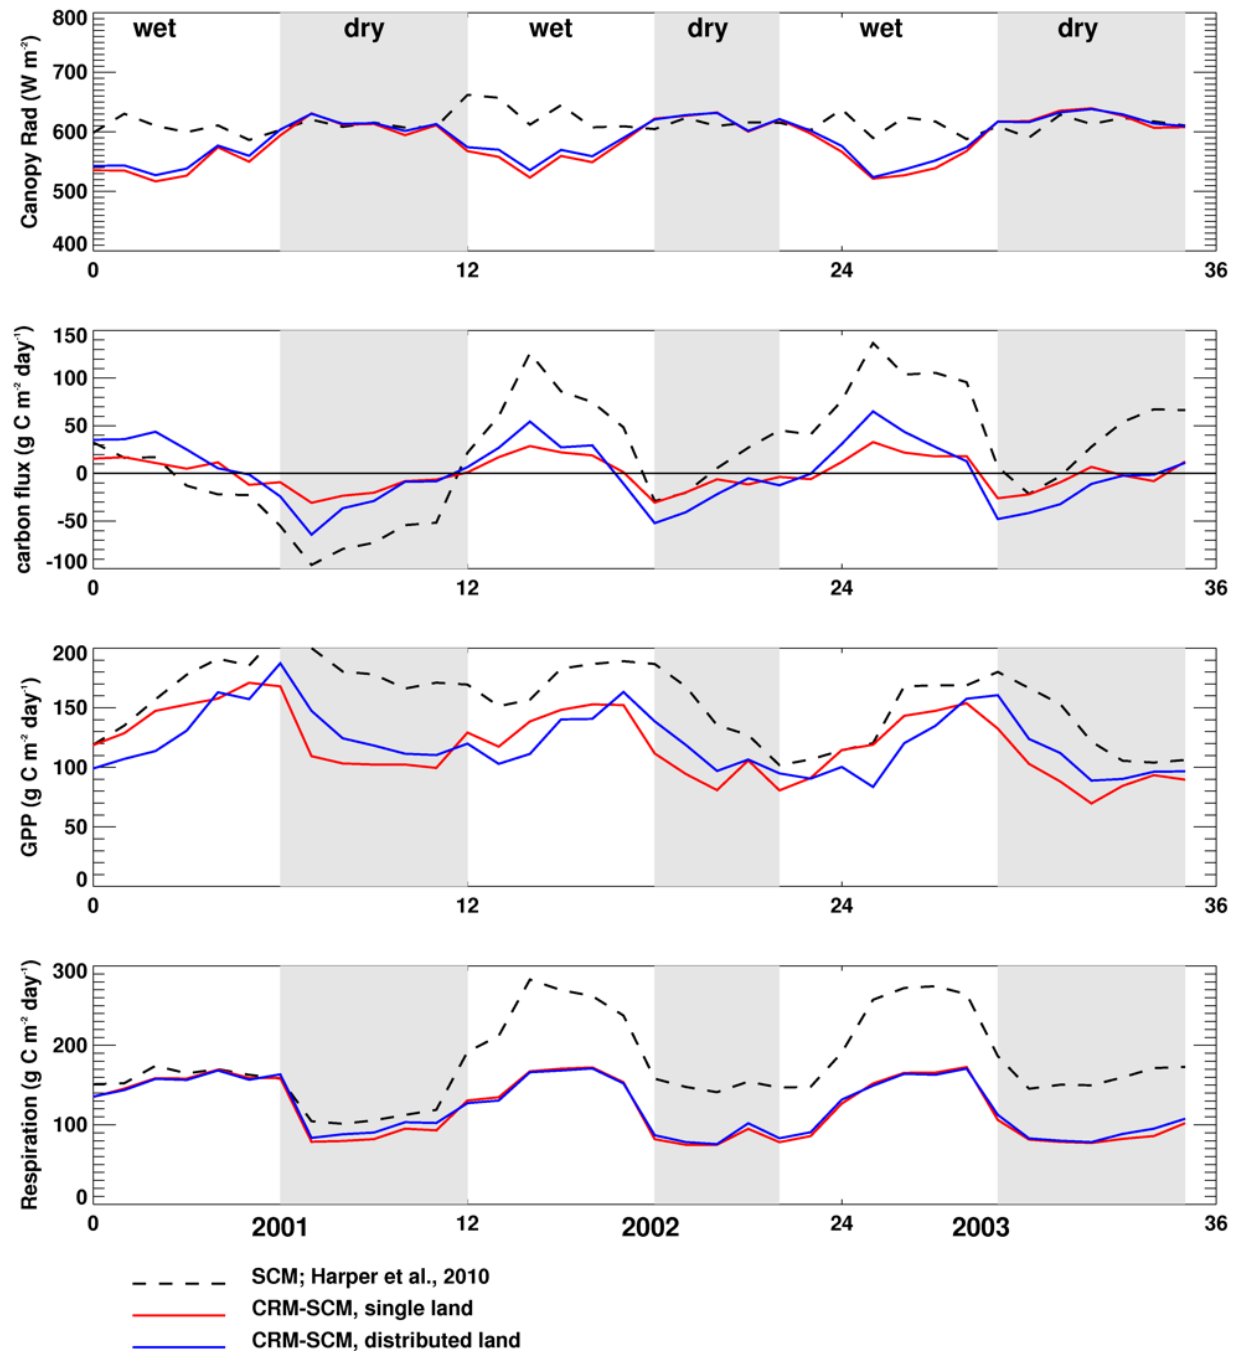 wet dry wet dry wet dry
Canopy Rad (W m⁻²)
800
700
600
500
400
0 12 24 36
carbon flux (g C m⁻² day⁻¹)
150
100
50
0
-50
-100
0 12 24 36
GPP (g C m⁻² day⁻¹)
200
150
100
50
0
0 12 24 36
Respiration (g C m⁻² day⁻¹)
300
200
100
0
0 2001 12 2002 24 2003 36
SCM; Harper et al., 2010
CRM-SCM, single land
CRM-SCM, distributed land